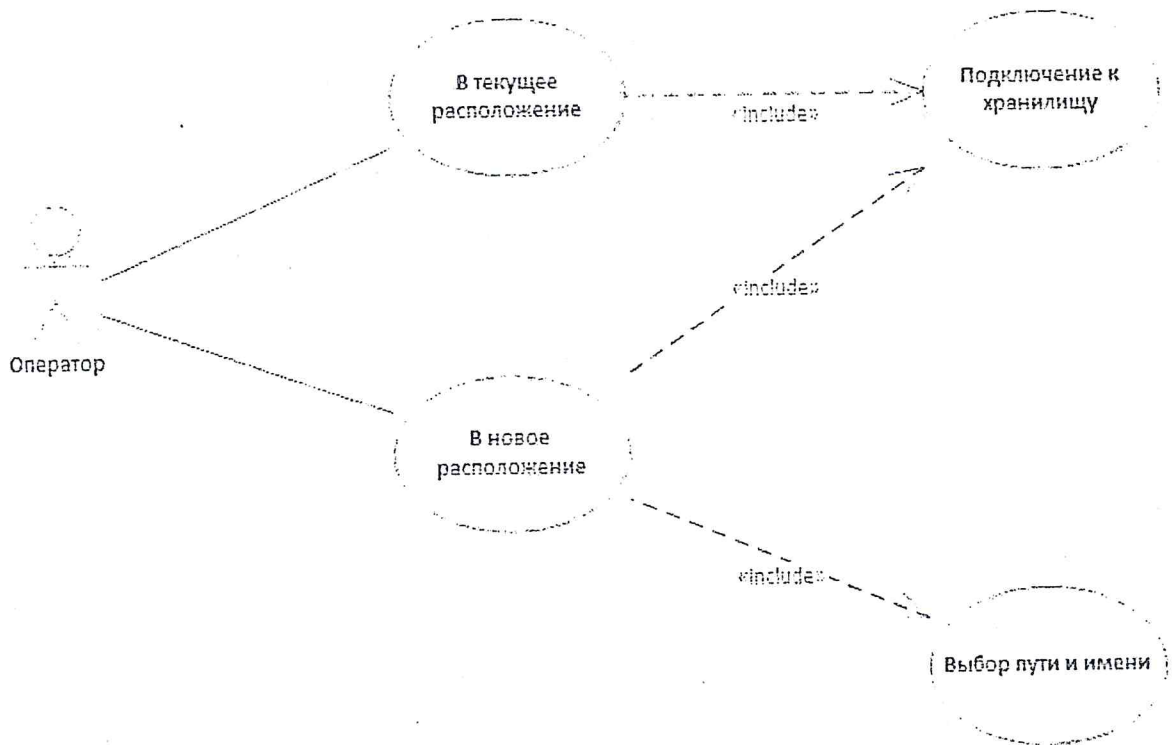 В текущее
расположение
«include»
Подключение к
хранилищу
«include»
Оператор
В новое
расположение
«include»
Выбор пути и имени